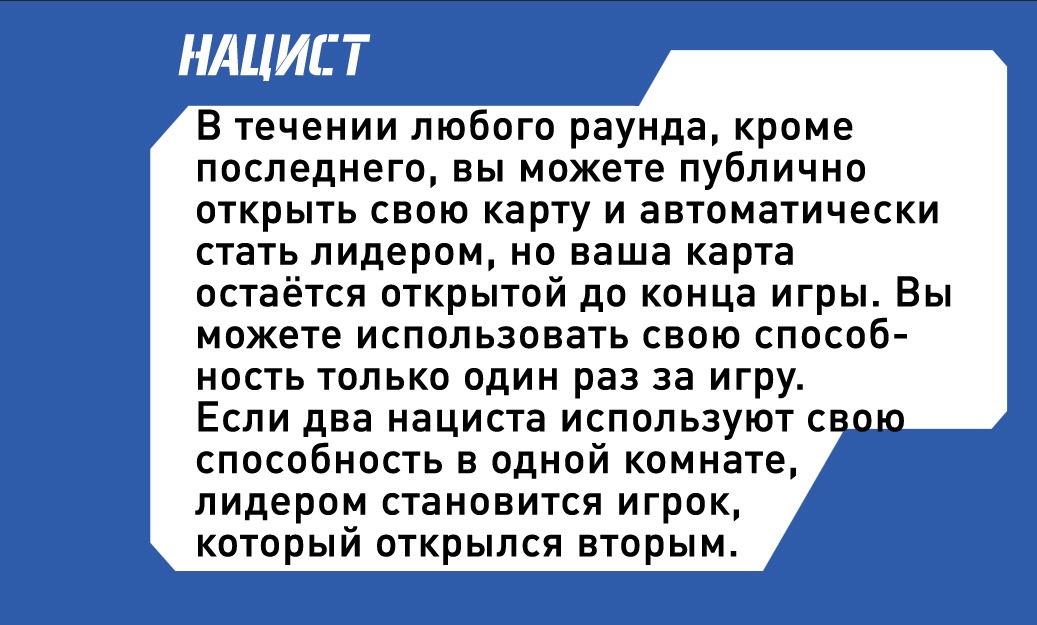 НАЦИСТ
В течении любого раунда, кроме
последнего, вы можете публично
открыть свою карту и автоматически
стать лидером, но ваша карта
остаётся открытой до конца игры. Вы
можете использовать свою способ-
ность только один раз за игру.
Если два нациста используют свою
способность в одной комнате,
лидером становится игрок,
который открылся вторым.